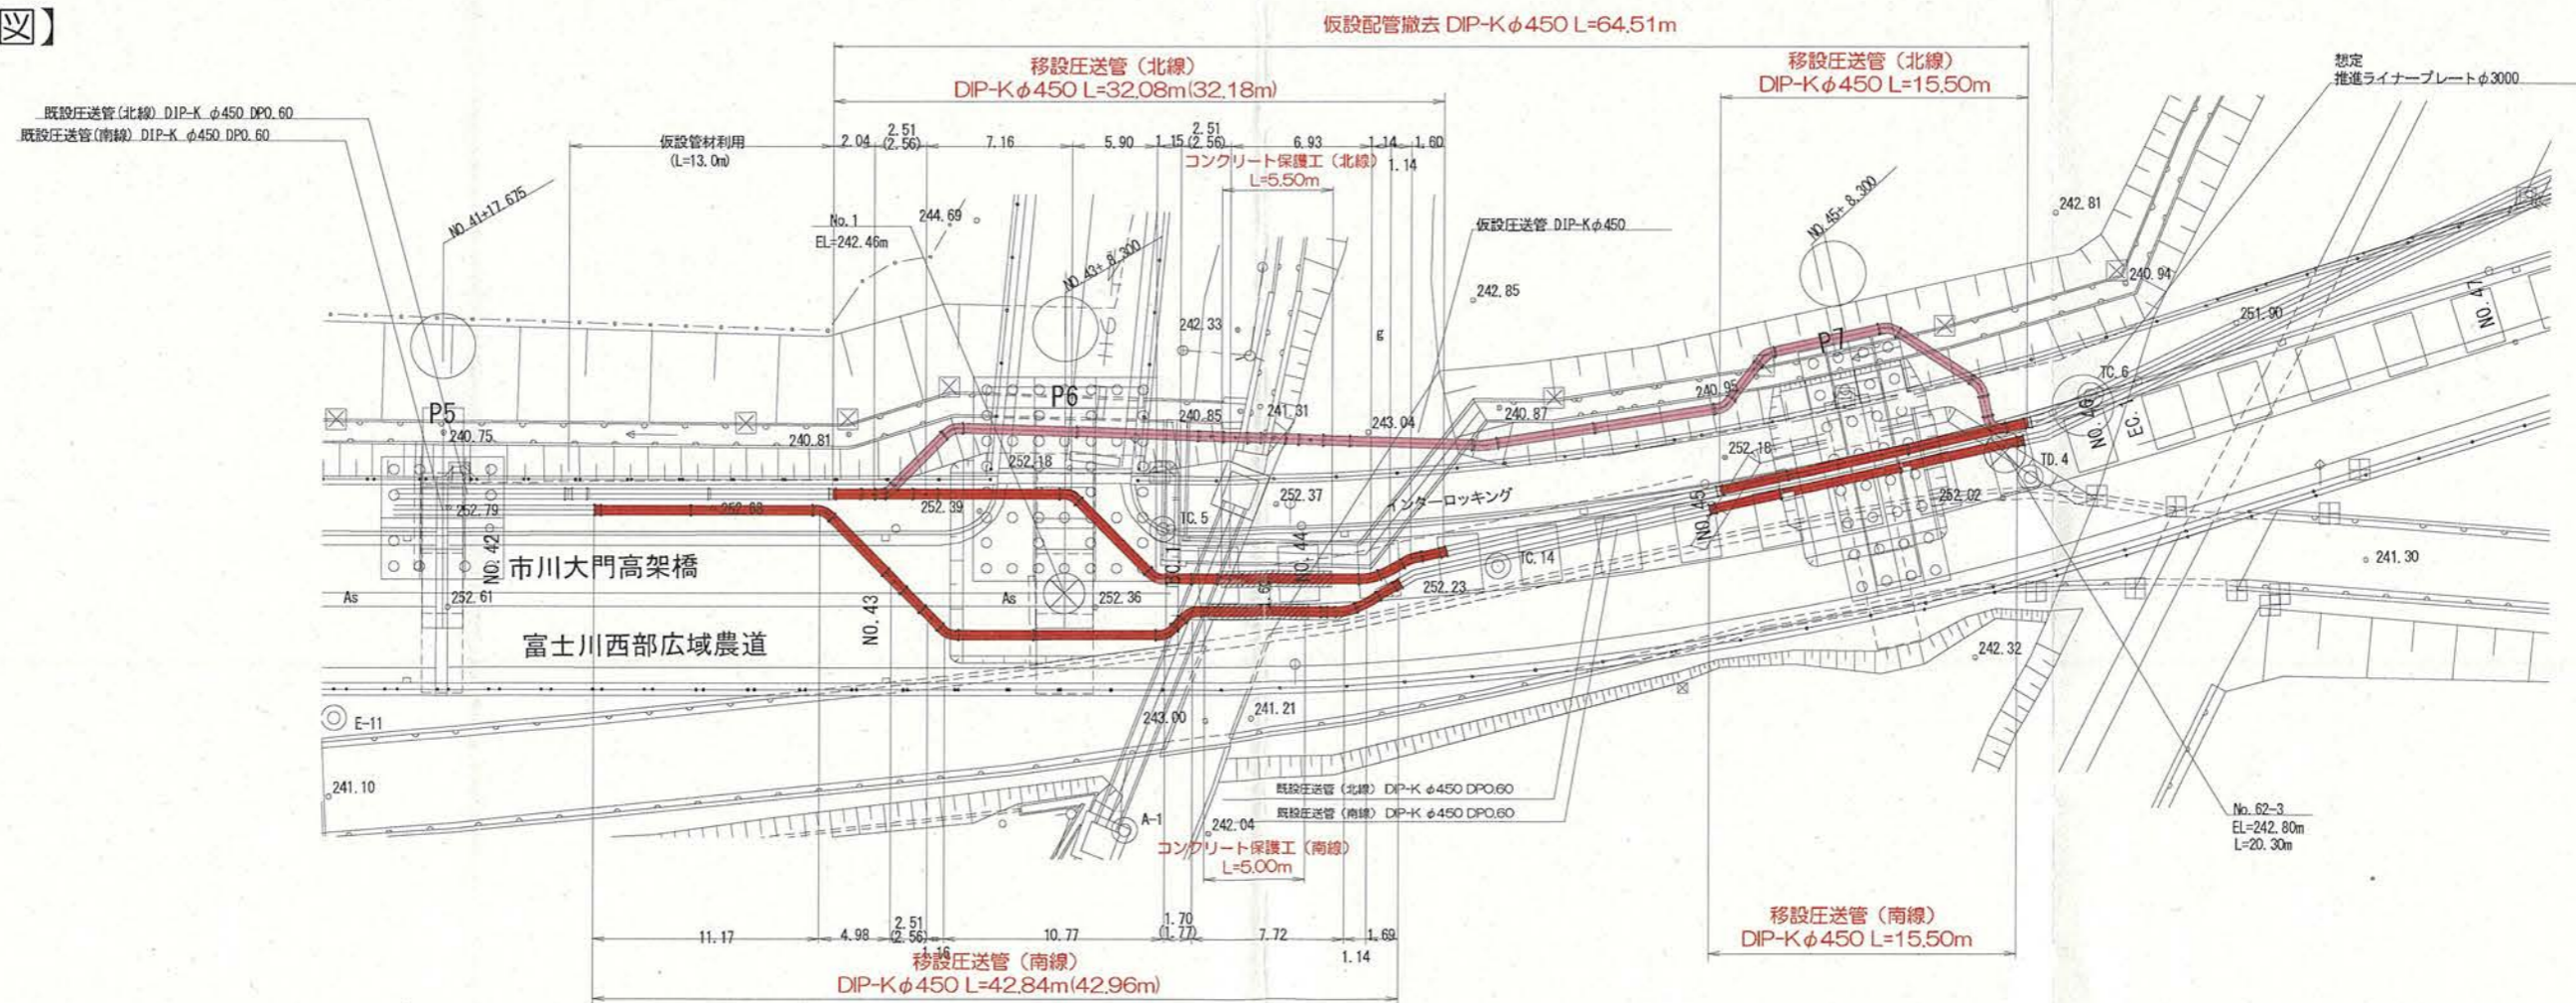 図】
仮設配管撤去 DIP-Kφ450 L=64.51m
移設圧送管（北線）
DIP-Kφ450 L=32.08m(32.18m)
移設圧送管（北線）
DIP-Kφ450 L=15.50m
想定
推進ライナープレートφ3000
既設圧送管(北線) DIP-K φ450 DP0.60
既設圧送管(南線) DIP-K φ450 DP0.60
仮設管材利用
(L=13.0m)
2.04
2.51
(2.56)
7.16
5.90
1.15
2.51
(2.56)
6.93
1.14
1.60
1.14
コンクリート保護工（北線）
L=5.50m
NO.41+17.675
No.1
EL=242.46m
244.69
NO.43+ 8.300
仮設圧送管 DIP-Kφ450
NO.45+ 8.300
242.81
242.85
240.94
251.90
NO.47
242.33
g
P5
P6
P7
240.75
240.81
240.85
241.31
243.04
240.87
240.95
TC.6
NO.46
EC.1
252.18
252.18
TD.4
252.79
252.39
252.37
インターロッキング
252.02
NO.45
TC.5
NO.42
市川大門高架橋
BC.1
NO.44
TC.14
241.30
As
252.61
NO.43
As
252.36
252.23
富士川西部広域農道
242.32
E-11
243.00
241.21
241.10
既設圧送管（北線） DIP-K φ450 DP0.60
既設圧送管（南線） DIP-K φ450 DP0.60
A-1
242.04
コンクリート保護工（南線）
L=5.00m
No.62-3
EL=242.80m
L=20.30m
11.17
4.98
2.51
(2.56)
1.16
10.77
1.70
(1.77)
7.72
1.69
1.14
移設圧送管（南線）
DIP-Kφ450 L=42.84m(42.96m)
移設圧送管（南線）
DIP-Kφ450 L=15.50m